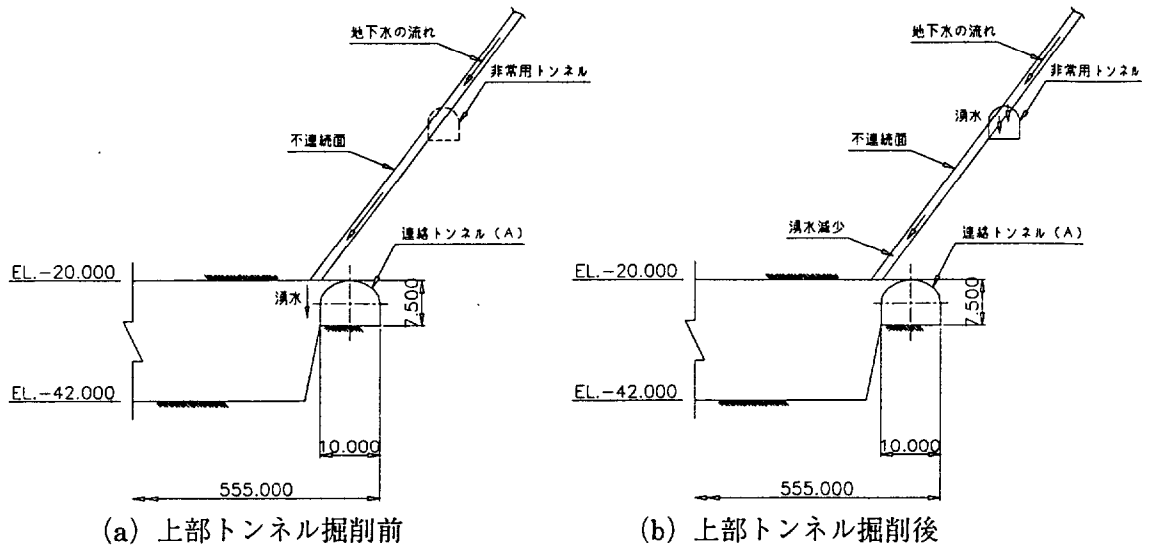 地下水の流れ
非常用トンネル
不連続面
連絡トンネル(A)
EL.-20.000
湧水
7.500
EL.-42.000
10.000
555.000
(a) 上部トンネル掘削前
地下水の流れ
非常用トンネル
湧水
不連続面
湧水減少
連絡トンネル(A)
EL.-20.000
7.500
EL.-42.000
10.000
555.000
(b) 上部トンネル掘削後